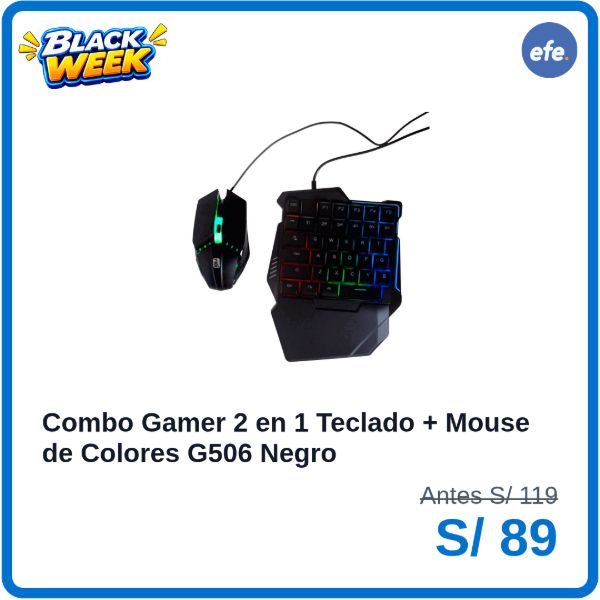 BLACK
WEEK
efe.
Combo Gamer 2 en 1 Teclado + Mouse
de Colores G506 Negro
Antes S/ 119
S/ 89